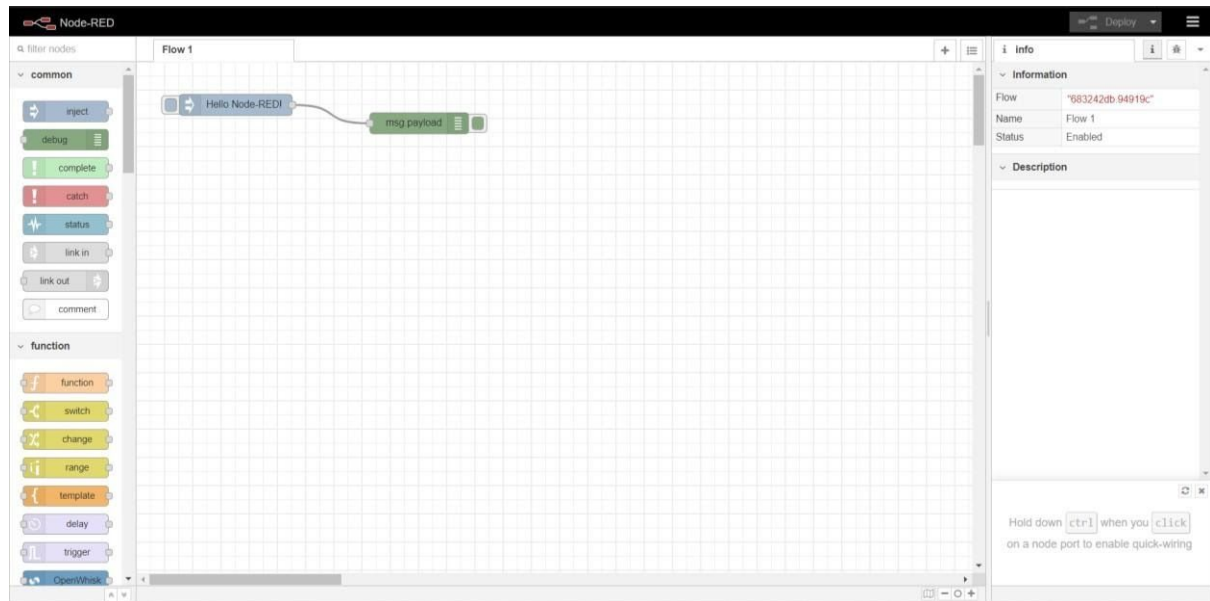 Node-RED
Deploy
filter nodes
common
inject
debug
complete
catch
status
link in
link out
comment
function
function
switch
change
range
template
delay
trigger
OpenWhisk
Flow 1
Hello Node-RED!
msg.payload
i info
i
Information
Flow "683242db.94919c"
Name Flow 1
Status Enabled
Description
Hold down ctrl when you click
on a node port to enable quick-wiring